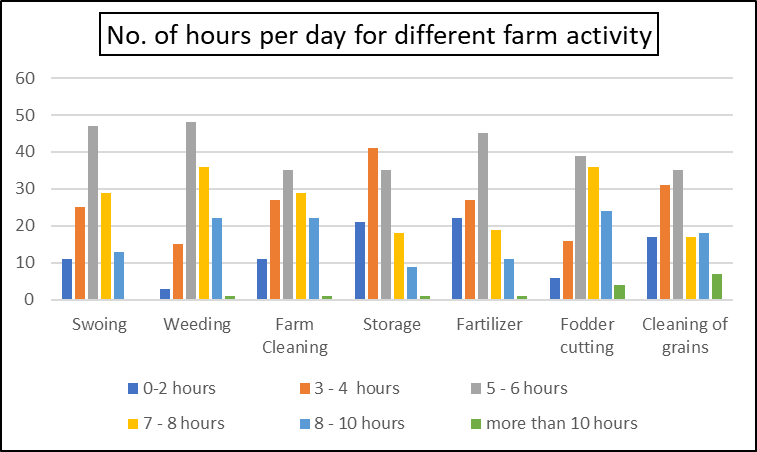 No. of hours per day for different farm activity
60
50
40
30
20
10
0
Swoing Weeding Farm Cleaning Storage Fartilizer Fodder cutting Cleaning of grains
0-2 hours 3 - 4 hours 5 - 6 hours
7 - 8 hours 8 - 10 hours more than 10 hours